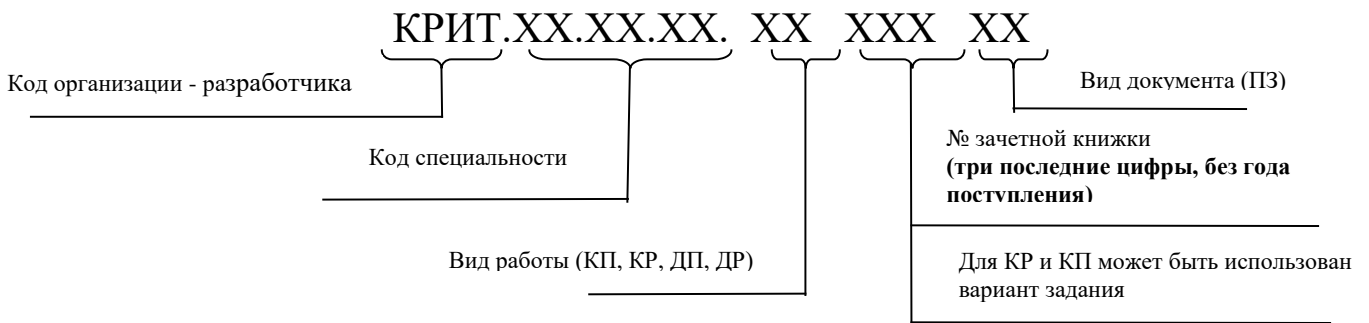 КРИТ.ХХ.ХХ.ХХ. ХХ ХХХ ХХ
Код организации - разработчика
Вид документа (ПЗ)
Код специальности
№ зачетной книжки
(три последние цифры, без года
поступления)
Вид работы (КП, КР, ДП, ДР)
Для КР и КП может быть использован
вариант задания